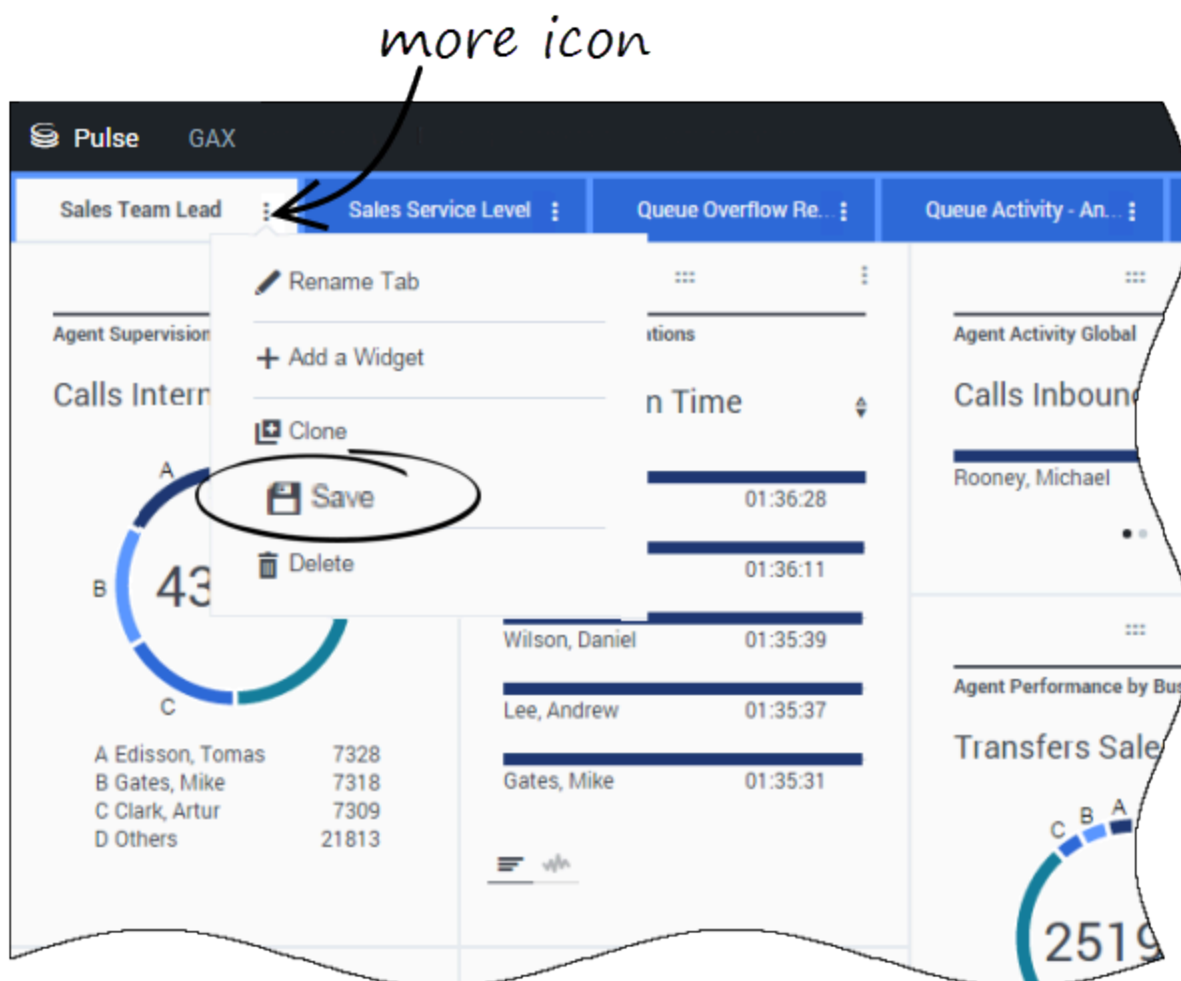 more icon
Pulse GAX
Sales Team Lead
Sales Service Level
Queue Overflow Re...
Queue Activity - An...
Rename Tab
Add a Widget
Clone
Save
Delete
Agent Supervision
Calls Intern
A
B
C
43
A Edisson, Tomas 7328
B Gates, Mike 7318
C Clark, Artur 7309
D Others 21813
n Time
01:36:28
01:36:11
Wilson, Daniel 01:35:39
Lee, Andrew 01:35:37
Gates, Mike 01:35:31
Agent Activity Global
Calls Inbound
Rooney, Michael
Agent Performance by Bus
Transfers Sale
A
B
C
2519